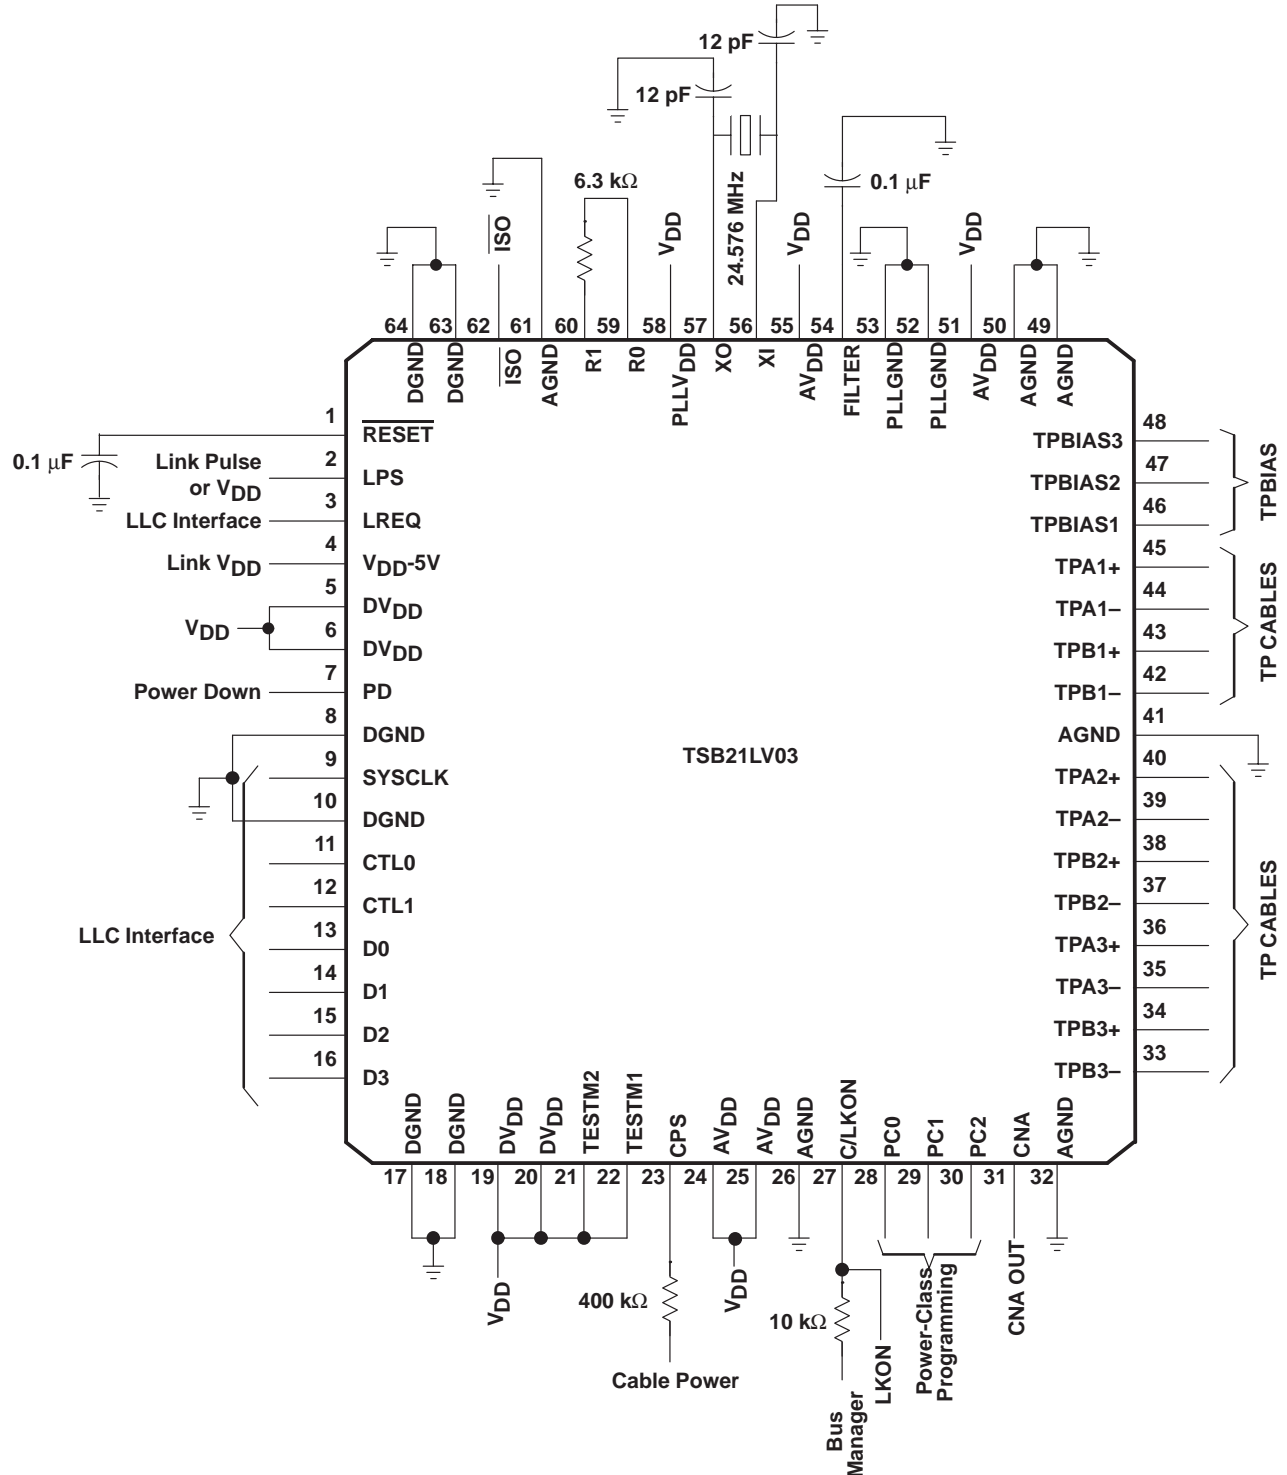 12 pF
12 pF
24.576 MHz
0.1 μF
6.3 kΩ
ISO
VDD
VDD
VDD
64 63 62 61 60 59 58 57 56 55 54 53 52 51 50 49
DGND
DGND
ISO
AGND
R1
R0
PLLVDD
XO
XI
AVDD
FILTER
PLLGND
PLLGND
AVDD
AGND
AGND
0.1 μF
1
RESET
Link Pulse
or VDD
2
LPS
LLC Interface
3
LREQ
Link VDD
4
VDD-5V
VDD
5
DVDD
6
DVDD
Power Down
7
PD
8
DGND
9
SYSCLK
10
DGND
LLC Interface
11
CTL0
12
CTL1
13
D0
14
D1
15
D2
16
D3
TSB21LV03
TPBIAS3
48
TPBIAS2
47
TPBIAS1
46
TPBIAS
TPA1+
45
TPA1–
44
TPB1+
43
TPB1–
42
TP CABLES
AGND
41
TPA2+
40
TPA2–
39
TPB2+
38
TPB2–
37
TPA3+
36
TPA3–
35
TPB3+
34
TPB3–
33
TP CABLES
DGND
DGND
DVDD
DVDD
TESTM2
TESTM1
CPS
AVDD
AVDD
AGND
C/LKON
PC0
PC1
PC2
CNA
AGND
17 18 19 20 21 22 23 24 25 26 27 28 29 30 31 32
VDD
400 kΩ
Cable Power
VDD
10 kΩ
Bus
Manager
LKON
Power-Class
Programming
CNA OUT